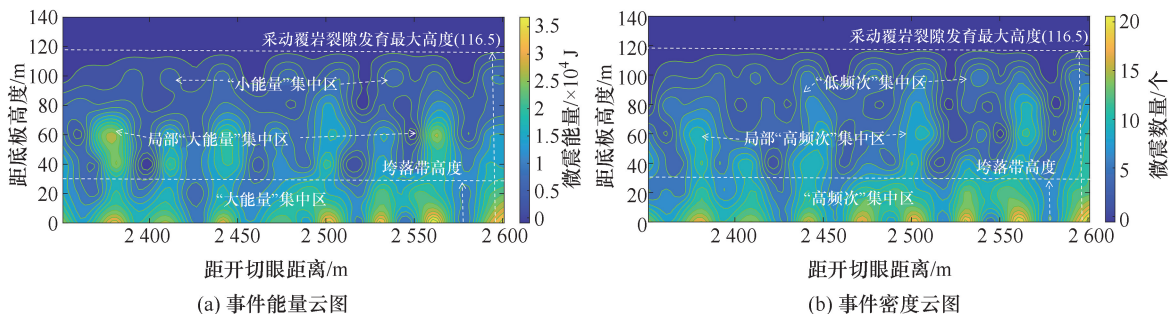 140
120
100
80
60
40
20
0
距底板高度/m
采动覆岩裂隙发育最大高度(116.5)
“小能量”集中区
局部“大能量”集中区
垮落带高度
“大能量”集中区
2 400
2 450
2 500
2 550
2 600
距开切眼距离/m
3.5
3.0
2.5
2.0
1.5
1.0
0.5
0
微震能量/×10⁴ J
(a) 事件能量云图
140
120
100
80
60
40
20
0
距底板高度/m
采动覆岩裂隙发育最大高度(116.5)
“低频次”集中区
局部“高频次”集中区
垮落带高度
“高频次”集中区
2 400
2 450
2 500
2 550
2 600
距开切眼距离/m
20
15
10
5
0
微震数量/个
(b) 事件密度云图